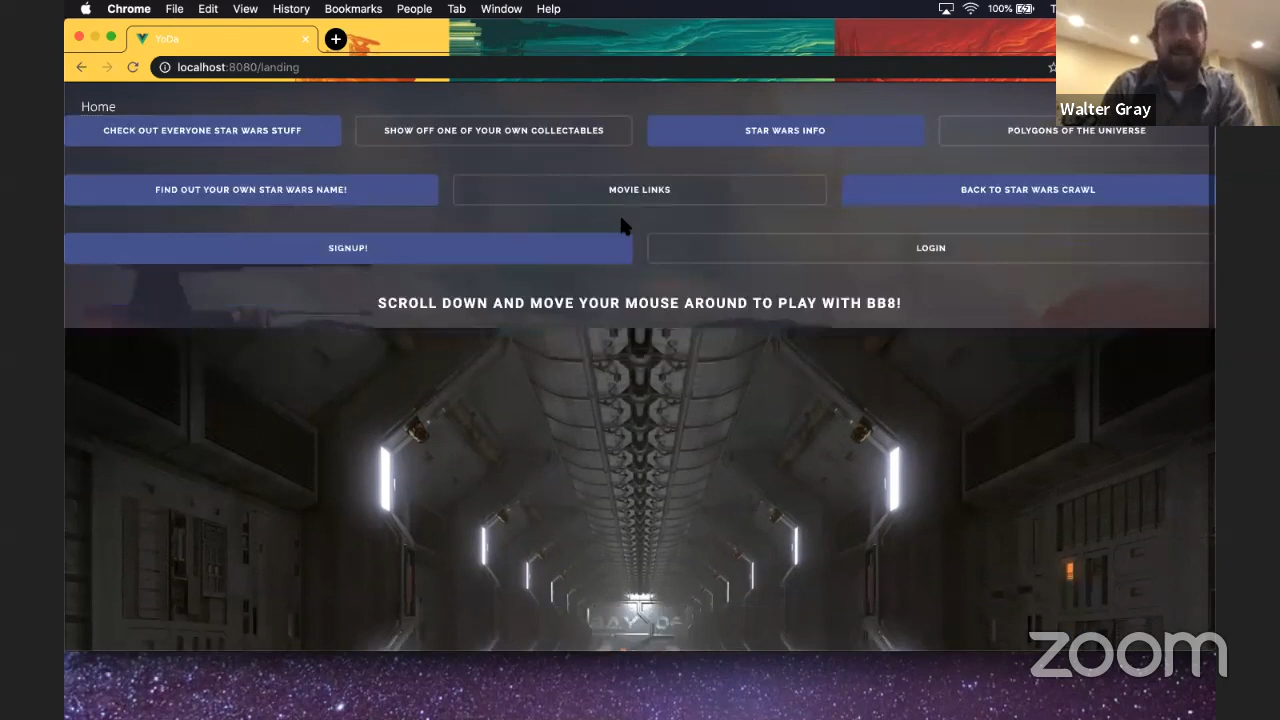 Chrome File Edit View History Bookmarks People Tab Window Help 100%
YoDa
localhost:8080/landing
Walter Gray
Home
CHECK OUT EVERYONE STAR WARS STUFF SHOW OFF ONE OF YOUR OWN COLLECTABLES STAR WARS INFO POLYGONS OF THE UNIVERSE
FIND OUT YOUR OWN STAR WARS NAME! MOVIE LINKS BACK TO STAR WARS CRAWL
SIGNUP! LOGIN
SCROLL DOWN AND MOVE YOUR MOUSE AROUND TO PLAY WITH BB8!
BAY OF
zoom